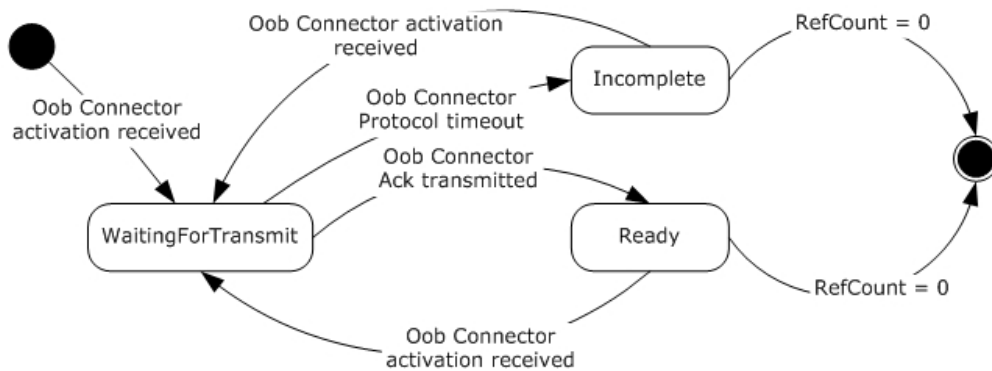 Oob Connector activation
received
RefCount = 0
Incomplete
Oob Connector
activation received
Oob Connector
Protocol timeout
Oob Connector
Ack transmitted
WaitingForTransmit
Ready
RefCount = 0
Oob Connector
activation received